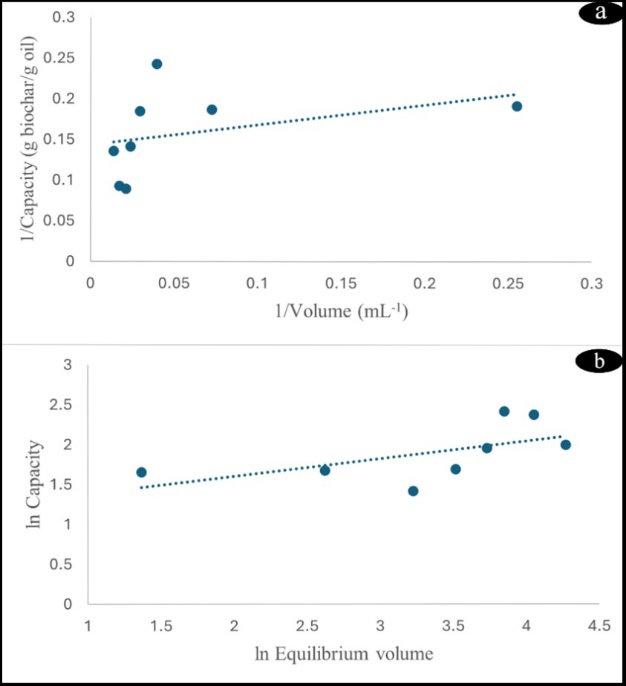 a
0.3
0.25
0.2
0.15
0.1
0.05
0
1/Capacity (g biochar/g oil)
0 0.05 0.1 0.15 0.2 0.25 0.3
1/Volume (mL⁻¹)
b
3
2.5
2
1.5
1
0.5
0
ln Capacity
1 1.5 2 2.5 3 3.5 4 4.5
ln Equilibrium volume